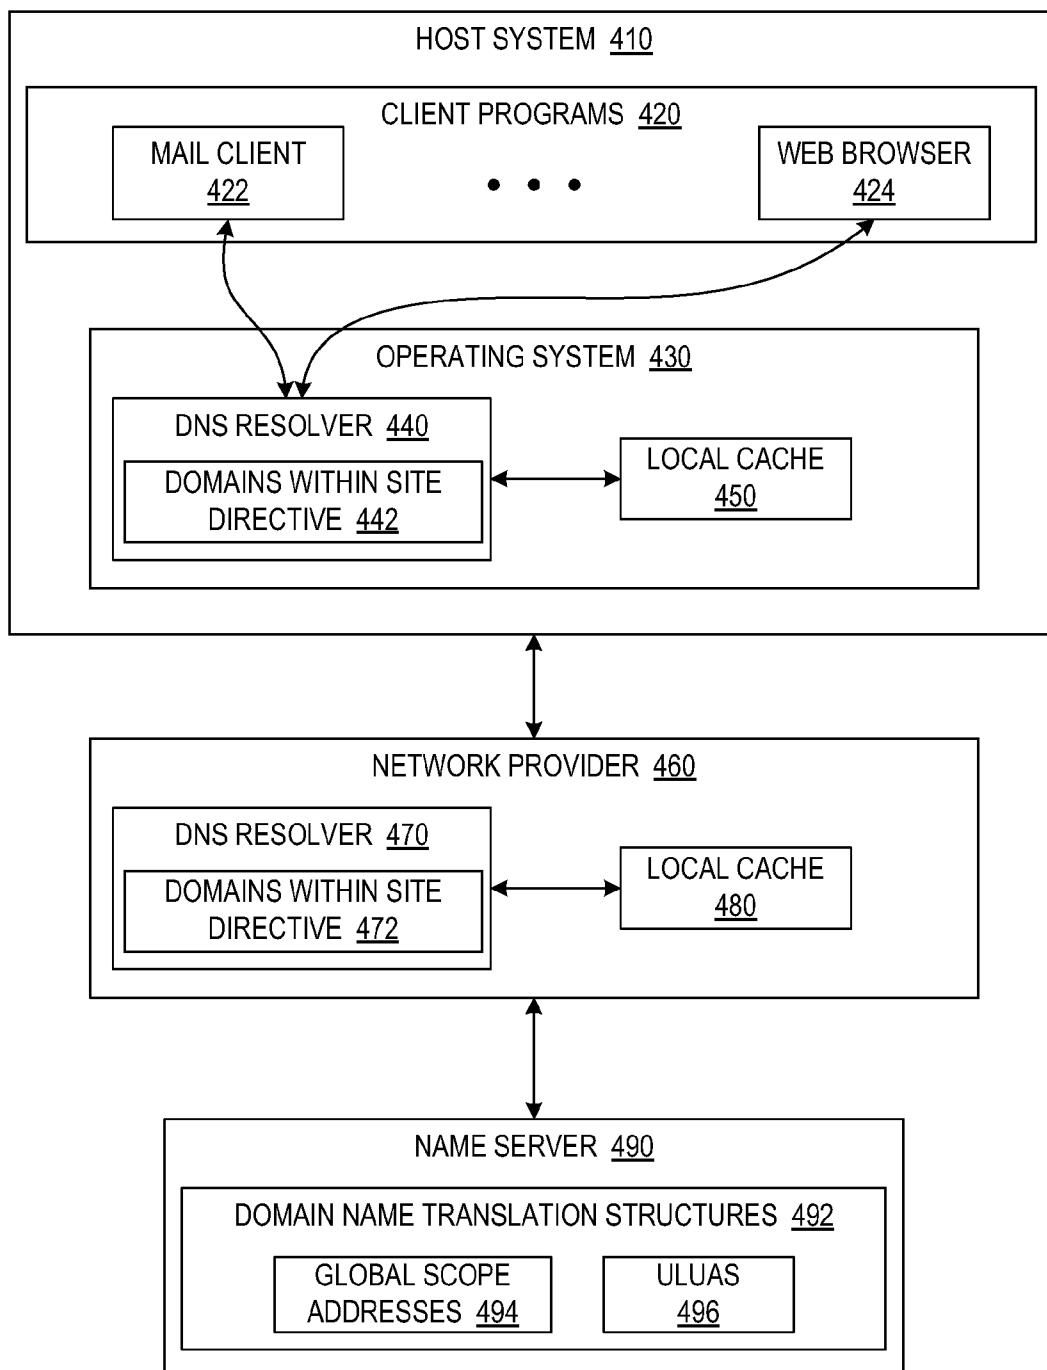 HOST SYSTEM 410
CLIENT PROGRAMS 420
MAIL CLIENT
422
WEB BROWSER
424
OPERATING SYSTEM 430
DNS RESOLVER 440
DOMAINS WITHIN SITE
DIRECTIVE 442
LOCAL CACHE
450
NETWORK PROVIDER 460
DNS RESOLVER 470
DOMAINS WITHIN SITE
DIRECTIVE 472
LOCAL CACHE
480
NAME SERVER 490
DOMAIN NAME TRANSLATION STRUCTURES 492
GLOBAL SCOPE
ADDRESSES 494
ULUAS
496